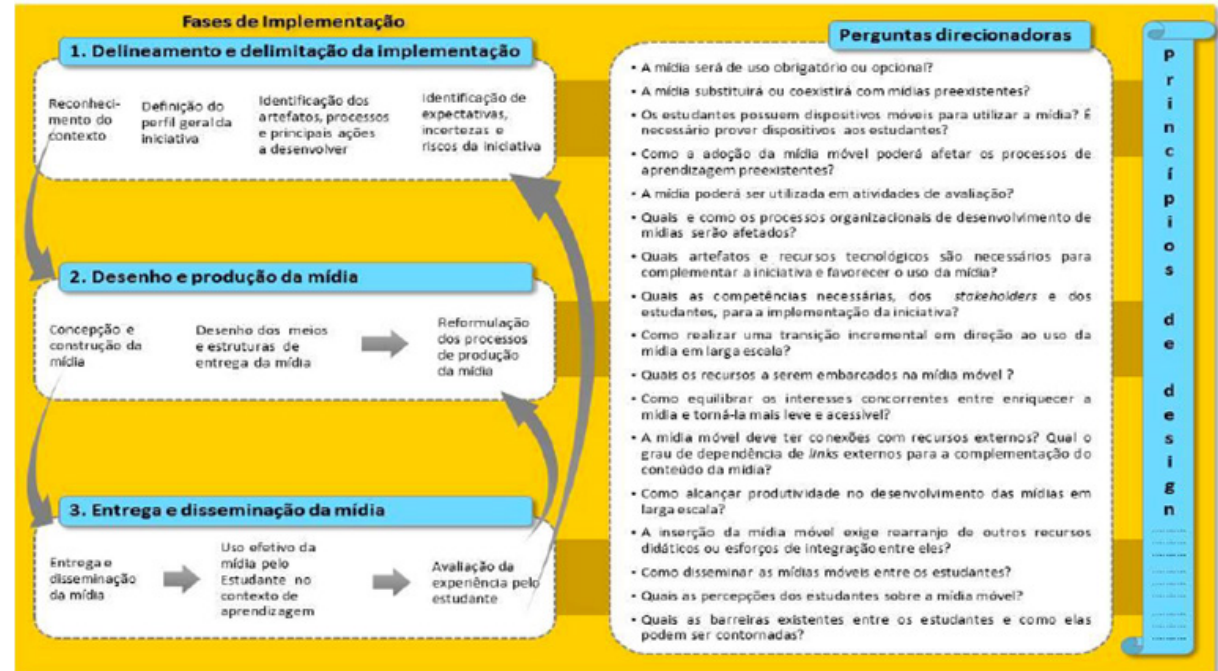 Fases de Implementação
1. Delineamento e delimitação da implementação
Reconheci-
mento do
contexto
Definição do
perfil geral da
iniciativa
Identificação dos
artefatos, processos
e principais ações
a desenvolver
Identificação de
expectativas,
incertezas e
riscos da iniciativa
2. Desenho e produção da mídia
Concepção e
construção da
mídia
Desenho dos meios
e estruturas de
entrega da mídia
Reformulação
dos processos
de produção
da mídia
3. Entrega e disseminação da mídia
Entrega e
disseminação
da mídia
Uso efetivo da
mídia pelo
Estudante no
contexto de
aprendizagem
Avaliação da
experiência pelo
estudante
Perguntas direcionadoras
• A mídia será de uso obrigatório ou opcional?
• A mídia substituirá ou coexistirá com mídias preexistentes?
• Os estudantes possuem dispositivos móveis para utilizar a mídia? É
necessário prover dispositivos aos estudantes?
• Como a adoção da mídia móvel poderá afetar os processos de
aprendizagem preexistentes?
• A mídia poderá ser utilizada em atividades de avaliação?
• Quais e como os processos organizacionais de desenvolvimento de
mídias serão afetados?
• Quais artefatos e recursos tecnológicos são necessários para
complementar a iniciativa e favorecer o uso da mídia?
• Quais as competências necessárias, dos stakeholders e dos
estudantes, para a implementação da iniciativa?
• Como realizar uma transição incremental em direção ao uso da
mídia em larga escala?
• Quais os recursos a serem embarcados na mídia móvel ?
• Como equilibrar os interesses concorrentes entre enriquecer a
mídia e torná-la mais leve e acessível?
• A mídia móvel deve ter conexões com recursos externos? Qual o
grau de dependência de links externos para a complementação do
conteúdo da mídia?
• Como alcançar produtividade no desenvolvimento das mídias em
larga escala?
• A inserção da mídia móvel exige rearranjo de outros recursos
didáticos ou esforços de integração entre eles?
• Como disseminar as mídias móveis entre os estudantes?
• Quais as percepções dos estudantes sobre a mídia móvel?
• Quais as barreiras existentes entre os estudantes e como elas
podem ser contornadas?
Princípios de design